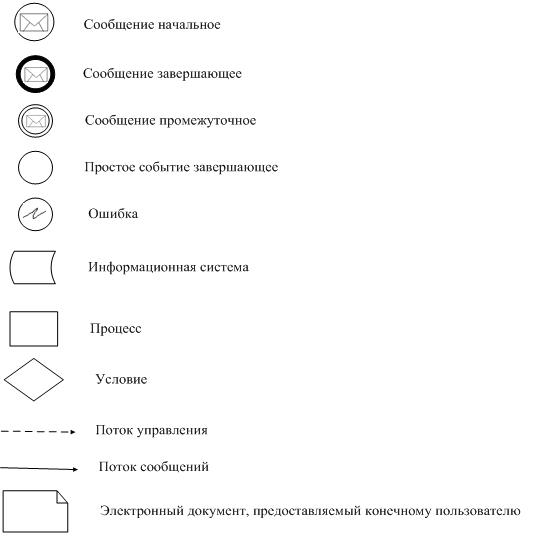 Сообщение начальное
Сообщение завершающее
Сообщение промежуточное
Простое событие завершающее
Ошибка
Информационная система
Процесс
Условие
Поток управления
Поток сообщений
Электронный документ, предоставляемый конечному пользователю